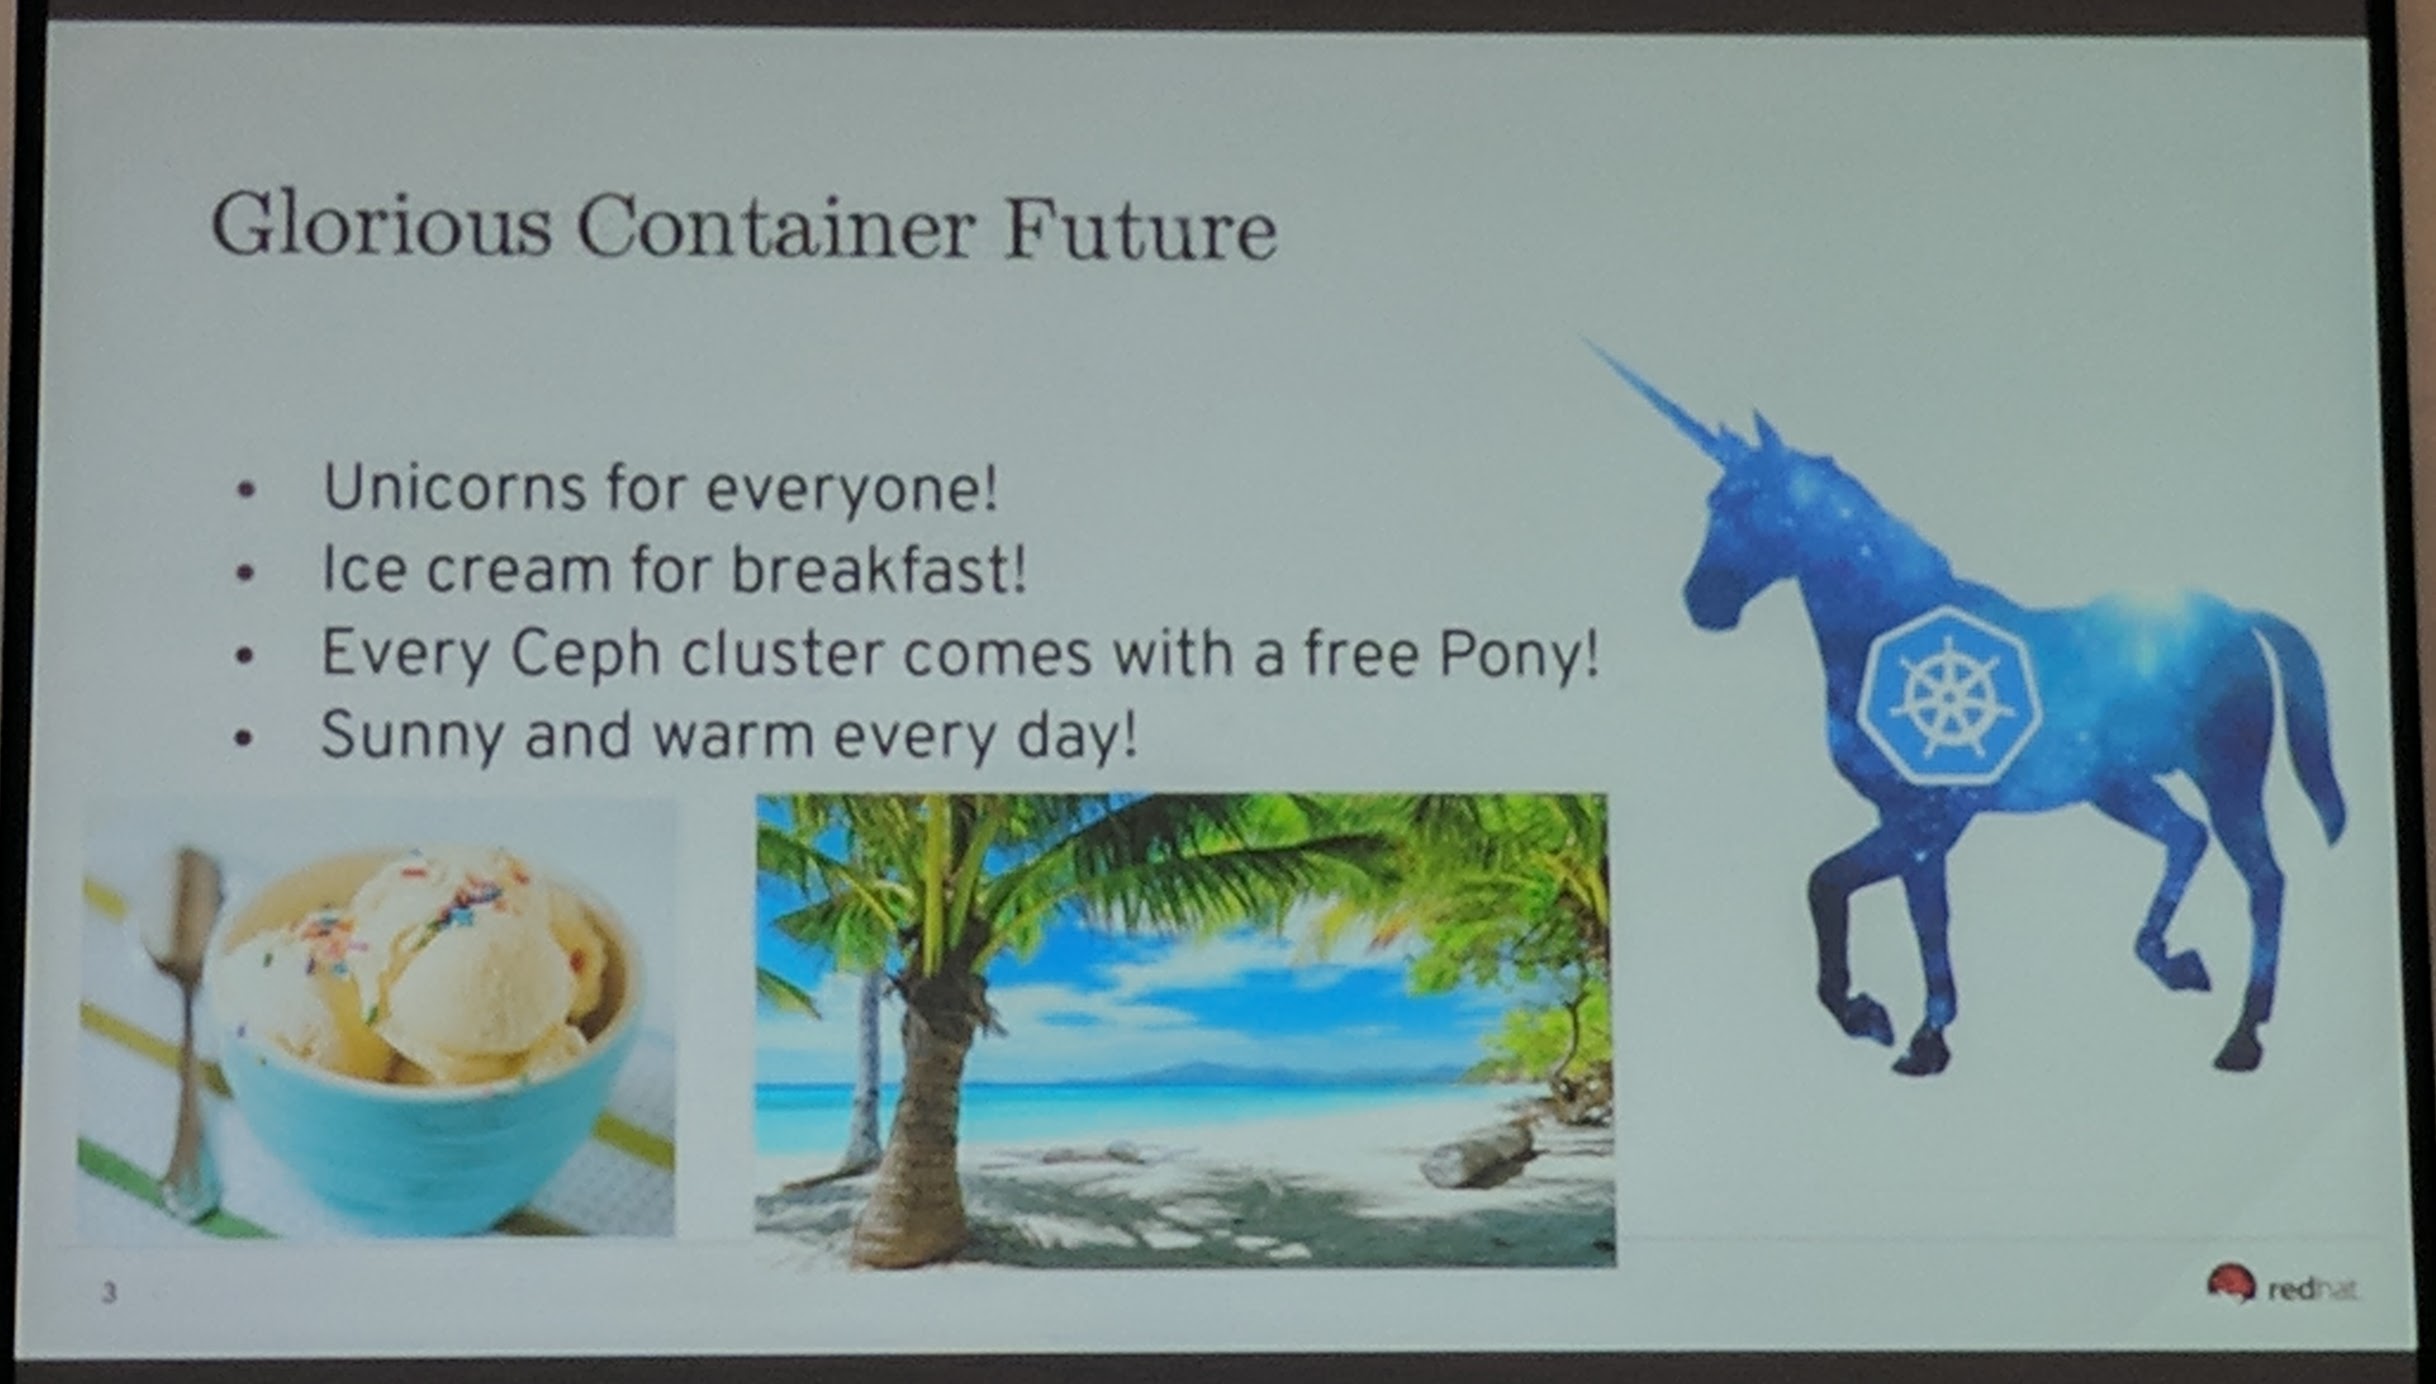 Glorious Container Future
• Unicorns for everyone!
• Ice cream for breakfast!
• Every Ceph cluster comes with a free Pony!
• Sunny and warm every day!
3
redhat